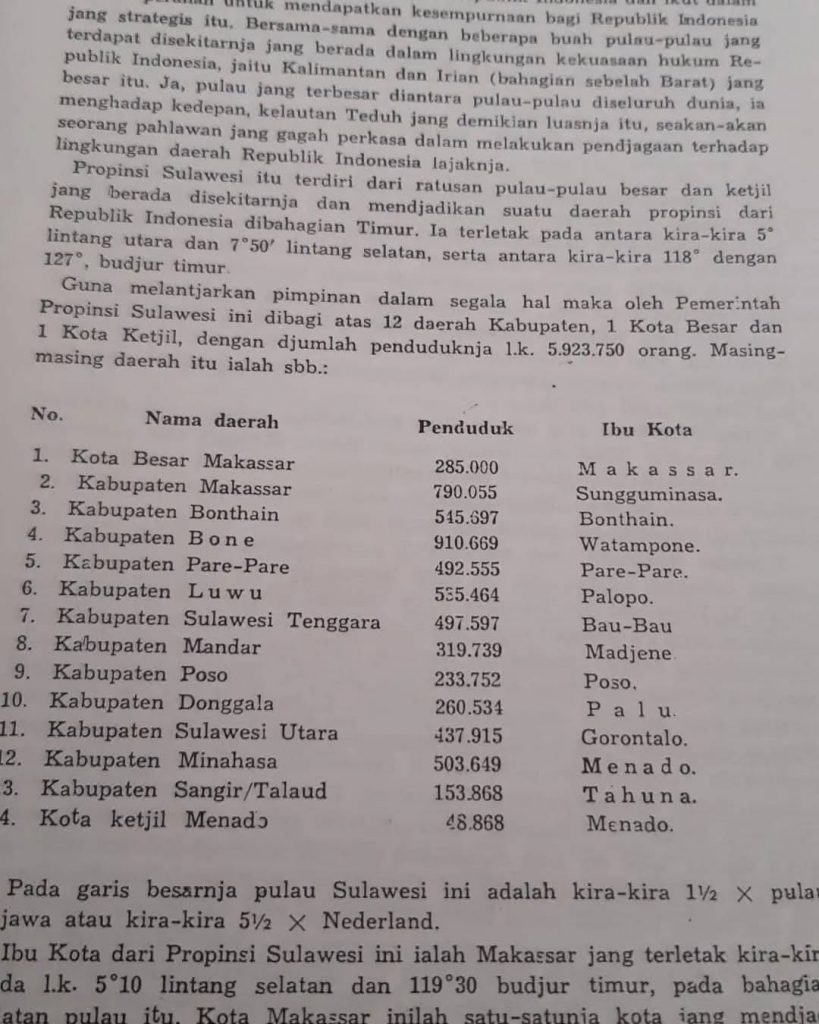 untuk mendapatkan kesempurnaan bagi Republik Indonesia
jang strategis itu. Bersama-sama dengan beberapa buah pulau-pulau jang
terdapat disekitarnja jang berada dalam lingkungan kekuasaan hukum Re-
publik Indonesia, jaitu Kalimantan dan Irian (bahagian sebelah Barat) jang
besar itu. Ja, pulau jang terbesar diantara pulau-pulau diseluruh dunia, ia
menghadap kedepan, kelautan Teduh jang demikian luasnja itu, seakan-akan
seorang pahlawan jang gagah perkasa dalam melakukan pendjagaan terhadap
lingkungan daerah Republik Indonesia lajaknja.
Propinsi Sulawesi itu terdiri dari ratusan pulau-pulau besar dan ketjil
jang berada disekitarnja dan mendjadikan suatu daerah propinsi dari
Republik Indonesia dibahagian Timur. Ia terletak pada antara kira-kira 5°
lintang utara dan 7°50′ lintang selatan, serta antara kira-kira 118° dengan
127°, budjur timur.
Guna melantjarkan pimpinan dalam segala hal maka oleh Pemerintah
Propinsi Sulawesi ini dibagi atas 12 daerah Kabupaten, 1 Kota Besar dan
1 Kota Ketjil, dengan djumlah penduduknja l.k. 5.923.750 orang. Masing-
masing daerah itu ialah sbb.:
No. Nama daerah Penduduk Ibu Kota
1. Kota Besar Makassar 285.000 M a k a s s a r.
2. Kabupaten Makassar 790.055 Sungguminasa.
3. Kabupaten Bonthain 545.697 Bonthain.
4. Kabupaten B o n e 910.669 Watampone.
5. Kabupaten Pare-Pare 492.555 Pare-Pare.
6. Kabupaten L u w u Palopo.
7. Kabupaten Sulawesi Tenggara 497.597 Bau-Bau
8. Kabupaten Mandar 319.739 Madjene
9. Kabupaten Poso 233.752 Poso.
10. Kabupaten Donggala 260.534 P a l u.
11. Kabupaten Sulawesi Utara 437.915 Gorontalo.
12. Kabupaten Minahasa 503.649 M e n a d o.
3. Kabupaten Sangir/Talaud 153.868 T a h u n a.
4. Kota ketjil Menado 48.868 Menado.
Pada garis besarnja pulau Sulawesi ini adalah kira-kira 1½ × pulau
jawa atau kira-kira 5½ × Nederland.
Ibu Kota dari Propinsi Sulawesi ini ialah Makassar jang terletak kira-kir
da l.k. 5°10 lintang selatan dan 119°30 budjur timur, pada bahagia
atan pulau itu. Kota Makassar inilah satu-satunja kota jang mendja